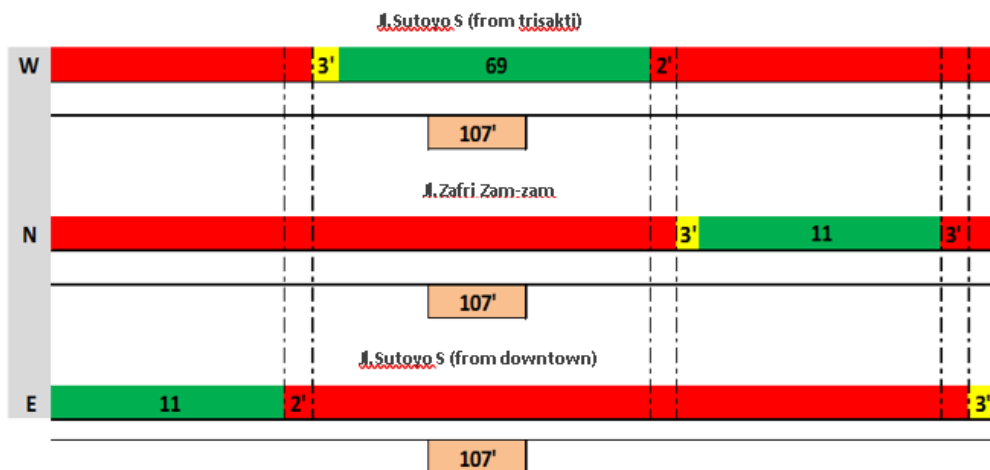 Jl.Sutoyo S (from trisakti)
W 3' 69 2'
107'
Jl.Zafri Zam-zam
N 3' 11 3'
107'
Jl.Sutoyo S (from downtown)
E 11 2' 3'
107'